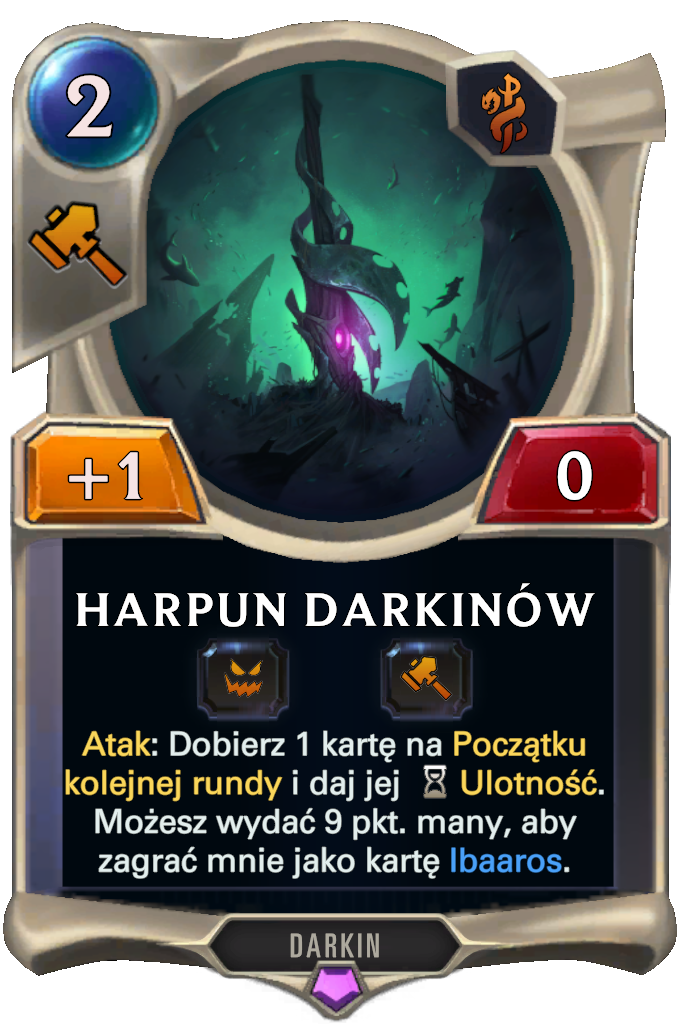 2
+1
0
HARPUN DARKINÓW
Atak: Dobierz 1 kartę na Początku
kolejnej rundy i daj jej Ulotność.
Możesz wydać 9 pkt. many, aby
zagrać mnie jako kartę Ibaaros.
DARKIN